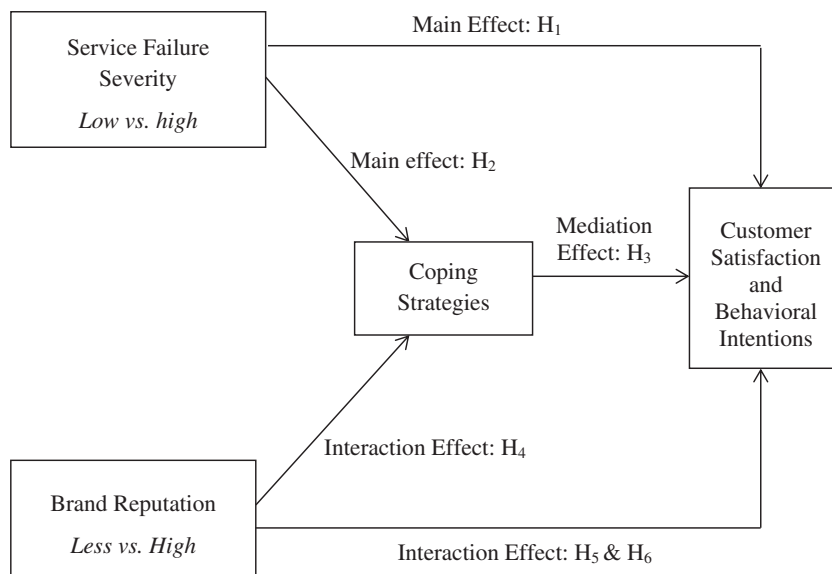 Main Effect: H₁
Service Failure
Severity
Low vs. high
Main effect: H₂
Mediation
Effect: H₃
Customer
Satisfaction
and
Behavioral
Intentions
Coping
Strategies
Interaction Effect: H₄
Brand Reputation
Less vs. High
Interaction Effect: H₅ & H₆